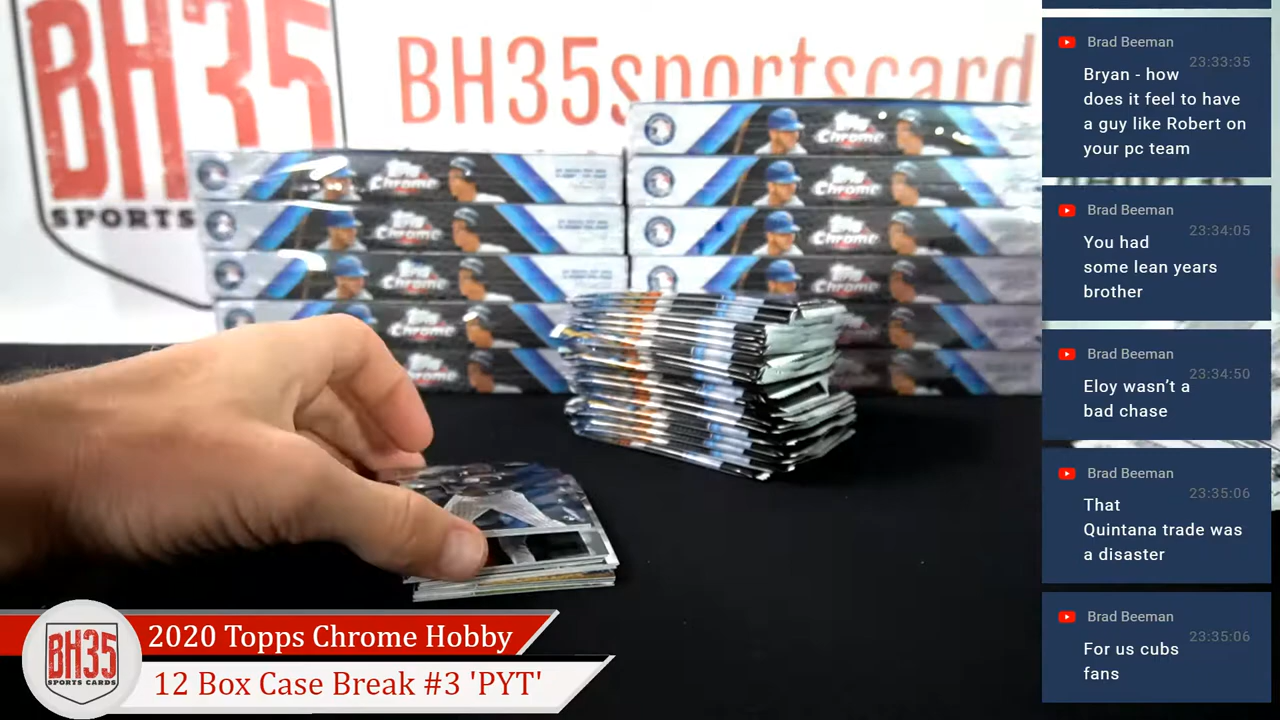 BH35
SPORTS
BH35sportscard
Topps
Chrome
Topps
Chrome
Topps
Chrome
Topps
Chrome
Topps
Chrome
Topps
Chrome
Chrome
Chrome
Chrome
Brad Beeman
23:33:35
Bryan - how
does it feel to have
a guy like Robert on
your pc team
Brad Beeman
23:34:05
You had
some lean years
brother
Brad Beeman
23:34:50
Eloy wasn’t a
bad chase
Brad Beeman
23:35:06
That
Quintana trade was
a disaster
Brad Beeman
23:35:06
For us cubs
fans
BH35
SPORTS CARDS
2020 Topps Chrome Hobby
12 Box Case Break #3 'PYT'